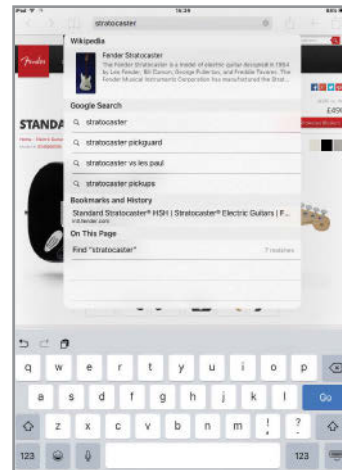 iPad
15:39
stratocaster
Wikipedia
Fender Stratocaster
The Fender Stratocaster is a model of electric guitar designed in 1954
by Leo Fender, Bill Carson, George Fullerton, and Freddie Tavares. The
Fender Musical Instruments Corporation has manufactured the Strat...
Fender
Google Search
stratocaster
STANDA
stratocaster pickguard
stratocaster vs les paul
stratocaster pickups
Bookmarks and History
Standard Stratocaster® HSH | Stratocaster® Electric Guitars | F...
On This Page
Find "stratocaster"
7 matches
q w e r t y u i o p
a s d f g h j k l Go
z x c v b n m ! , ? .
123 123